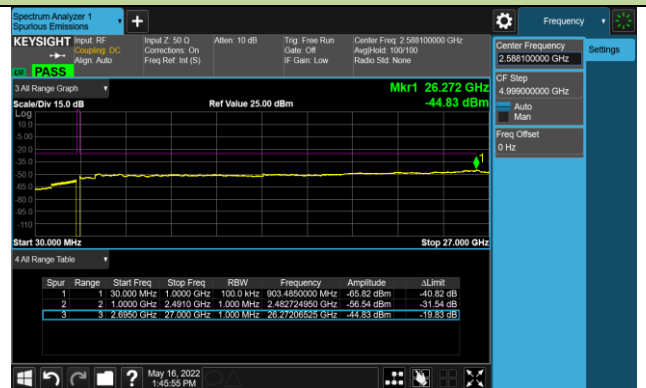 Spectrum Analyzer 1
Spurious Emissions
Frequency
KEYSIGHT
Input: RF
Coupling: DC
Align: Auto
Input Z: 50 Ω
Corrections: On
Freq Ref: Int (S)
Atten: 10 dB
Trig: Free Run
Gate: Off
IF Gain: Low
Center Freq: 2.588100000 GHz
Avg|Hold: 100/100
Radio Std: None
PASS
Center Frequency
2.588100000 GHz
Settings
CF Step
4.999000000 GHz
Auto
Man
Freq Offset
0 Hz
3 All Range Graph
Mkr1 26.272 GHz
Scale/Div 15.0 dB
Ref Value 25.00 dBm
-44.83 dBm
Log
10.0
-5.00
-20.0
-35.0
-50.0
-65.0
-80.0
-95.0
-110
1
Start 30.000 MHz
Stop 27.000 GHz
4 All Range Table
Spur Range Start Freq Stop Freq RBW Frequency Amplitude ΔLimit
1 1 30.000 MHz 1.0000 GHz 100.0 kHz 903.4850000 MHz -65.82 dBm -40.82 dB
2 2 1.0000 GHz 2.4910 GHz 1.000 MHz 2.482724950 GHz -56.54 dBm -31.54 dB
3 3 2.6950 GHz 27.000 GHz 1.000 MHz 26.27206525 GHz -44.83 dBm -19.83 dB
May 16, 2022
1:45:55 PM